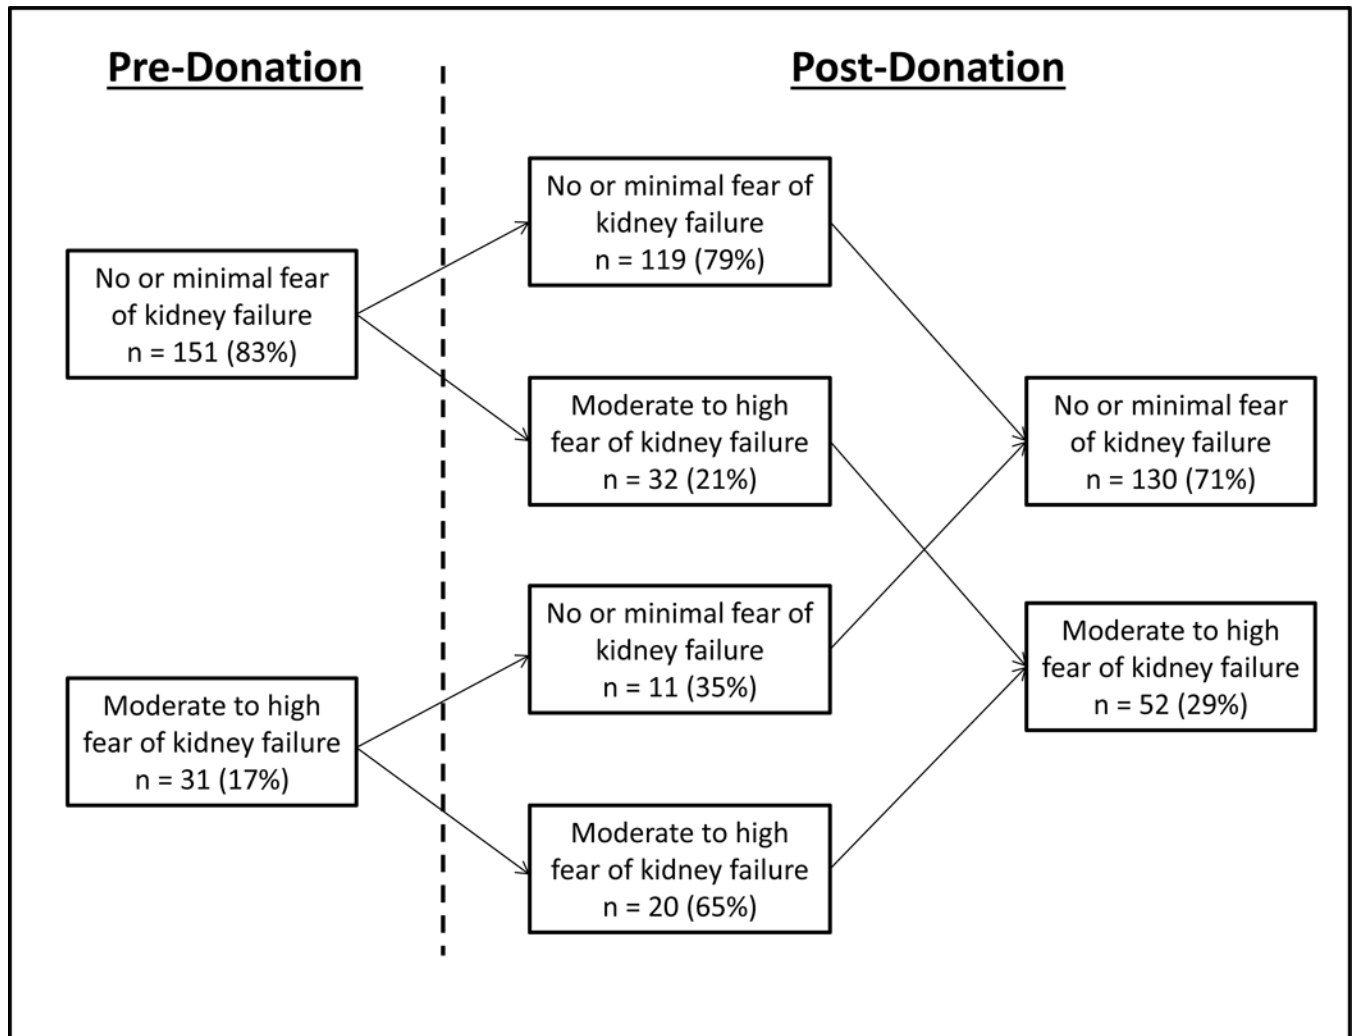 Pre-Donation
Post-Donation
No or minimal fear
of kidney failure
n = 151 (83%)
Moderate to high
fear of kidney failure
n = 31 (17%)
No or minimal fear of
kidney failure
n = 119 (79%)
Moderate to high
fear of kidney failure
n = 32 (21%)
No or minimal fear of
kidney failure
n = 11 (35%)
Moderate to high
fear of kidney failure
n = 20 (65%)
No or minimal fear
of kidney failure
n = 130 (71%)
Moderate to high
fear of kidney failure
n = 52 (29%)